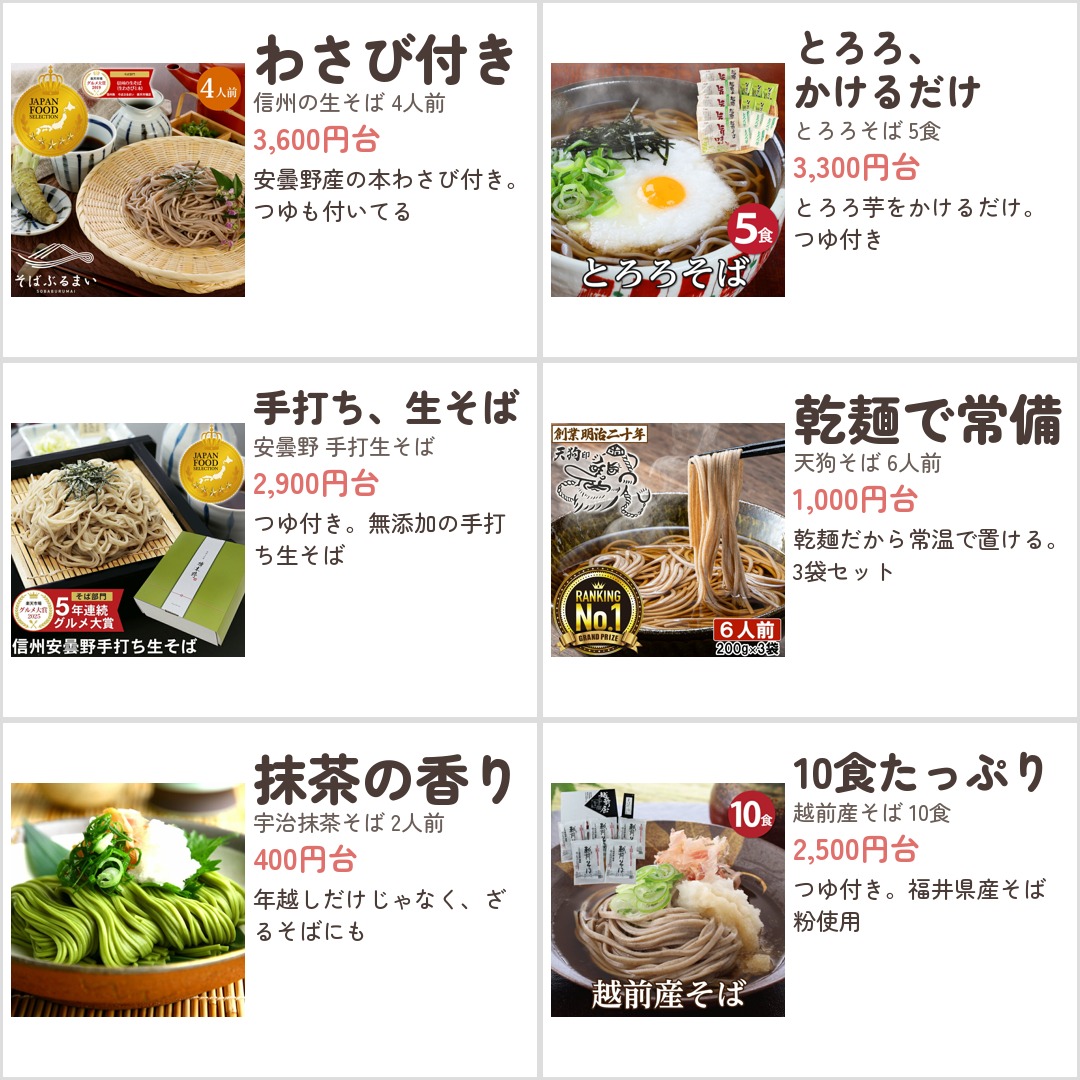 わさび付き
信州の生そば 4人前
3,600円台
安曇野産の本わさび付き。
つゆも付いてる
JAPAN
FOOD
SELECTION
4人前
そばぶるまい
SOBABURUMAI
とろろ、
かけるだけ
とろろそば 5食
3,300円台
とろろ芋をかけるだけ。
つゆ付き
5食
とろろそば
手打ち、生そば
安曇野 手打生そば
2,900円台
つゆ付き。無添加の手打
ち生そば
JAPAN
FOOD
SELECTION
グルメ大賞
2025
そば部門
5年連続
グルメ大賞
信州安曇野手打ち生そば
乾麺で常備
天狗そば 6人前
1,000円台
乾麺だから常温で置ける。
3袋セット
創業明治二十年
天狗印
RANKING
No.1
GRAND PRIZE
6人前
200g×3袋
抹茶の香り
宇治抹茶そば 2人前
400円台
年越しだけじゃなく、ざ
るそばにも
10食たっぷり
越前産そば 10食
2,500円台
つゆ付き。福井県産そば
粉使用
10食
越前産そば